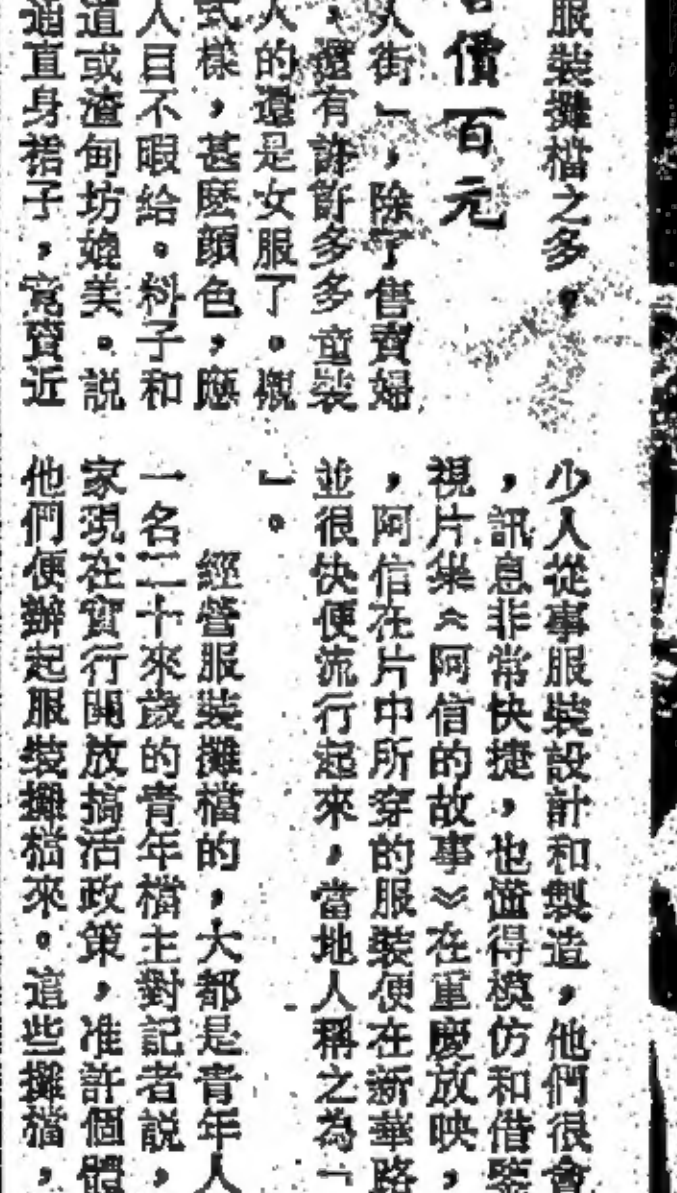 服裝攤檔之多。
價百元
人街」，除了售賣婦
，還有許許多多童裝
人的還是女服了。觀
式樣，甚麼顏色，應
人目不暇給。料子和
道或渣甸坊媲美。說
通直身裙子，寬賣近
少人從事服裝設計和製造，他們很會
，訊息非常快捷，也懂得模仿和借鑒
視片集《阿信的故事》在重慶放映，
，阿信在片中所穿的服裝便在新華路
並很快便流行起來，當地人稱之為「
」。
經營服裝攤檔的，大都是青年人
一名二十來歲的青年檔主對記者說，
家現在實行開放搞活政策，准許個體
他們便辦起服裝攤檔來。這些攤檔，